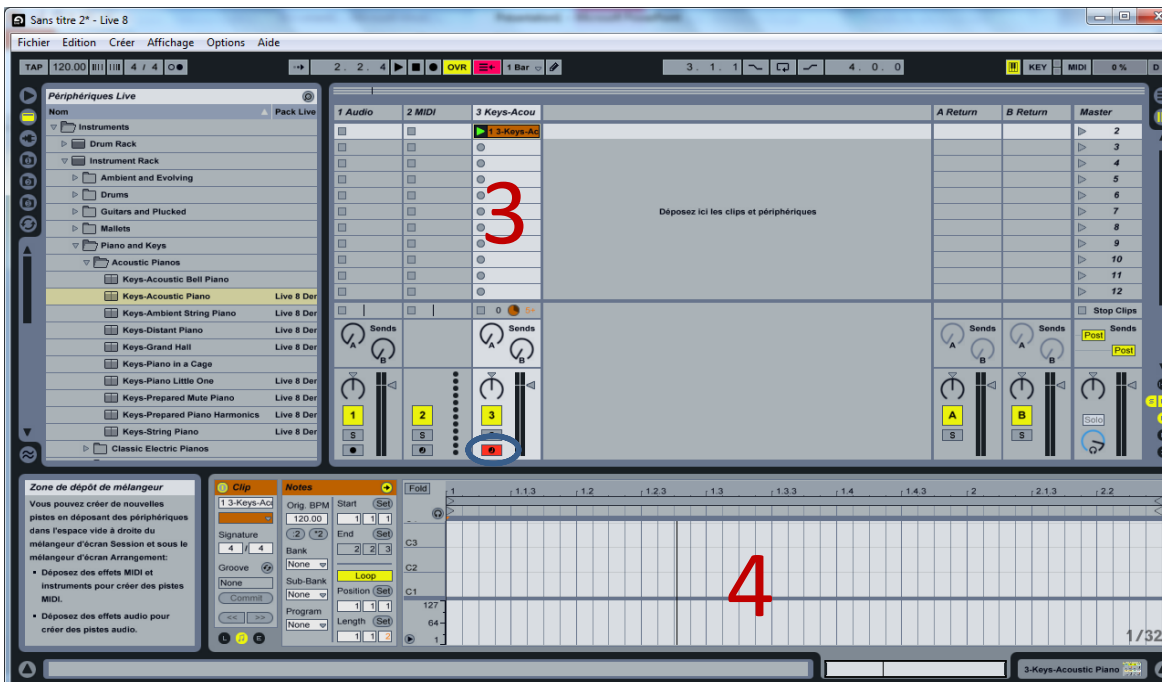 Sans titre 2* - Live 8
Fichier Edition Créer Affichage Options Aide
TAP 120.00 4 / 4 2. 2. 4 OVR 1 Bar 3. 1. 1 4. 0. 0 KEY MIDI 0 % D
Périphériques Live
Nom Pack Live
Instruments
Drum Rack
Instrument Rack
Ambient and Evolving
Drums
Guitars and Plucked
Mallets
Piano and Keys
Acoustic Pianos
Keys-Acoustic Bell Piano
Keys-Acoustic Piano Live 8 Der
Keys-Ambient String Piano Live 8 Der
Keys-Distant Piano Live 8 Der
Keys-Grand Hall Live 8 Der
Keys-Piano in a Cage
Keys-Piano Little One Live 8 Der
Keys-Prepared Mute Piano Live 8 Der
Keys-Prepared Piano Harmonics Live 8 Der
Keys-String Piano Live 8 Der
Classic Electric Pianos
1 Audio 2 MIDI 3 Keys-Acou A Return B Return Master
1 3-Keys-Ac 2
3
4
5
6
3 Déposez ici les clips et périphériques 7
8
9
10
11
12
0 Stop Clips
Sends Sends Sends Sends Sends
A A A A Post
B B B B Post
1 2 3 A B Solo
S S S S
Zone de dépôt de mélangeur
Vous pouvez créer de nouvelles
pistes en déposant des périphériques
dans l'espace vide à droite du
mélangeur d'écran Session et sous le
mélangeur d'écran Arrangement:
• Déposez des effets MIDI et
instruments pour créer des pistes
MIDI.
• Déposez des effets audio pour
créer des pistes audio.
Clip
1 3-Keys-Aco
Signature
4 / 4
Groove
None
Commit
<< >>
L E
Notes
Orig. BPM
120.00
:2 *2
Bank
None
Sub-Bank
None
Program
None
Start Set
1 1 1
End Set
2 2 3
Loop
Position Set
1 1 1
Length Set
1 1 2
Fold 1 1.1.3 1.2 1.2.3 1.3 1.3.3 1.4 1.4.3 2 2.1.3 2.2
C3
C2
C1
4
127
64
1
1/32
3-Keys-Acoustic Piano